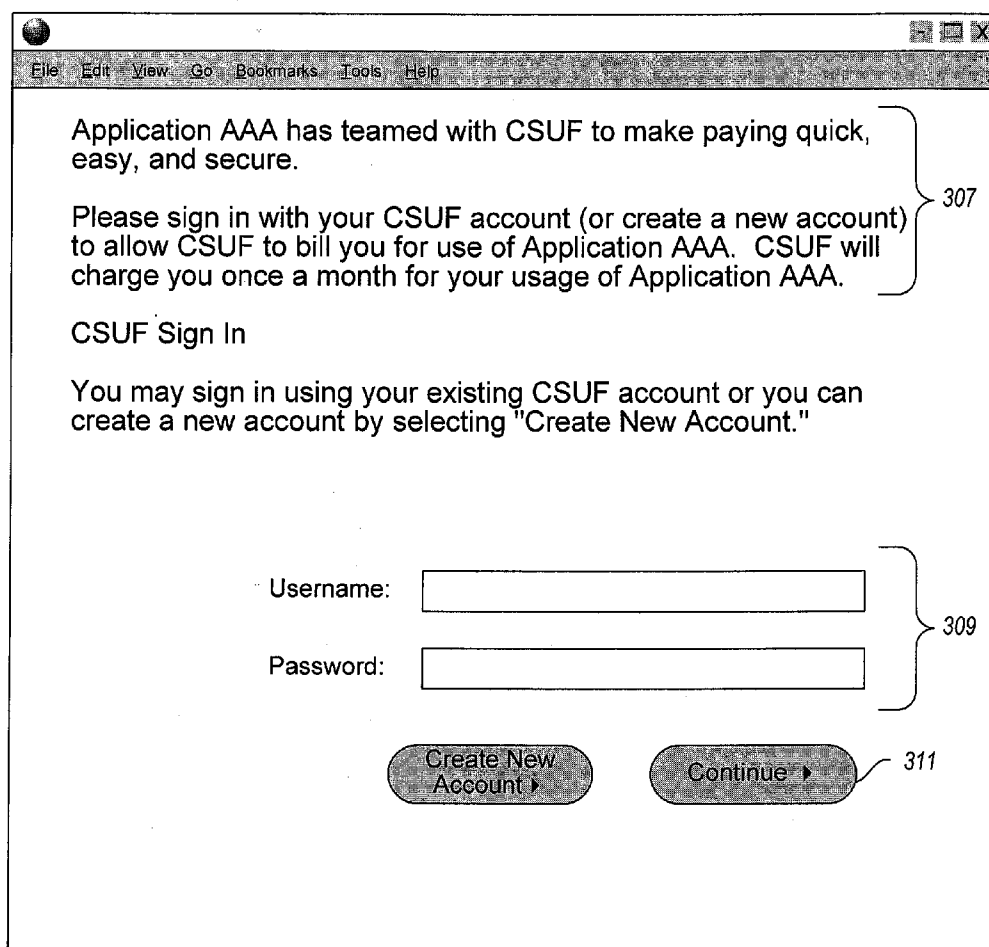 X
File Edit View Go Bookmarks Tools Help
Application AAA has teamed with CSUF to make paying quick,
easy, and secure.
307
Please sign in with your CSUF account (or create a new account)
to allow CSUF to bill you for use of Application AAA. CSUF will
charge you once a month for your usage of Application AAA.
CSUF Sign In
You may sign in using your existing CSUF account or you can
create a new account by selecting "Create New Account."
Username:
309
Password:
Create New
Account
Continue
311